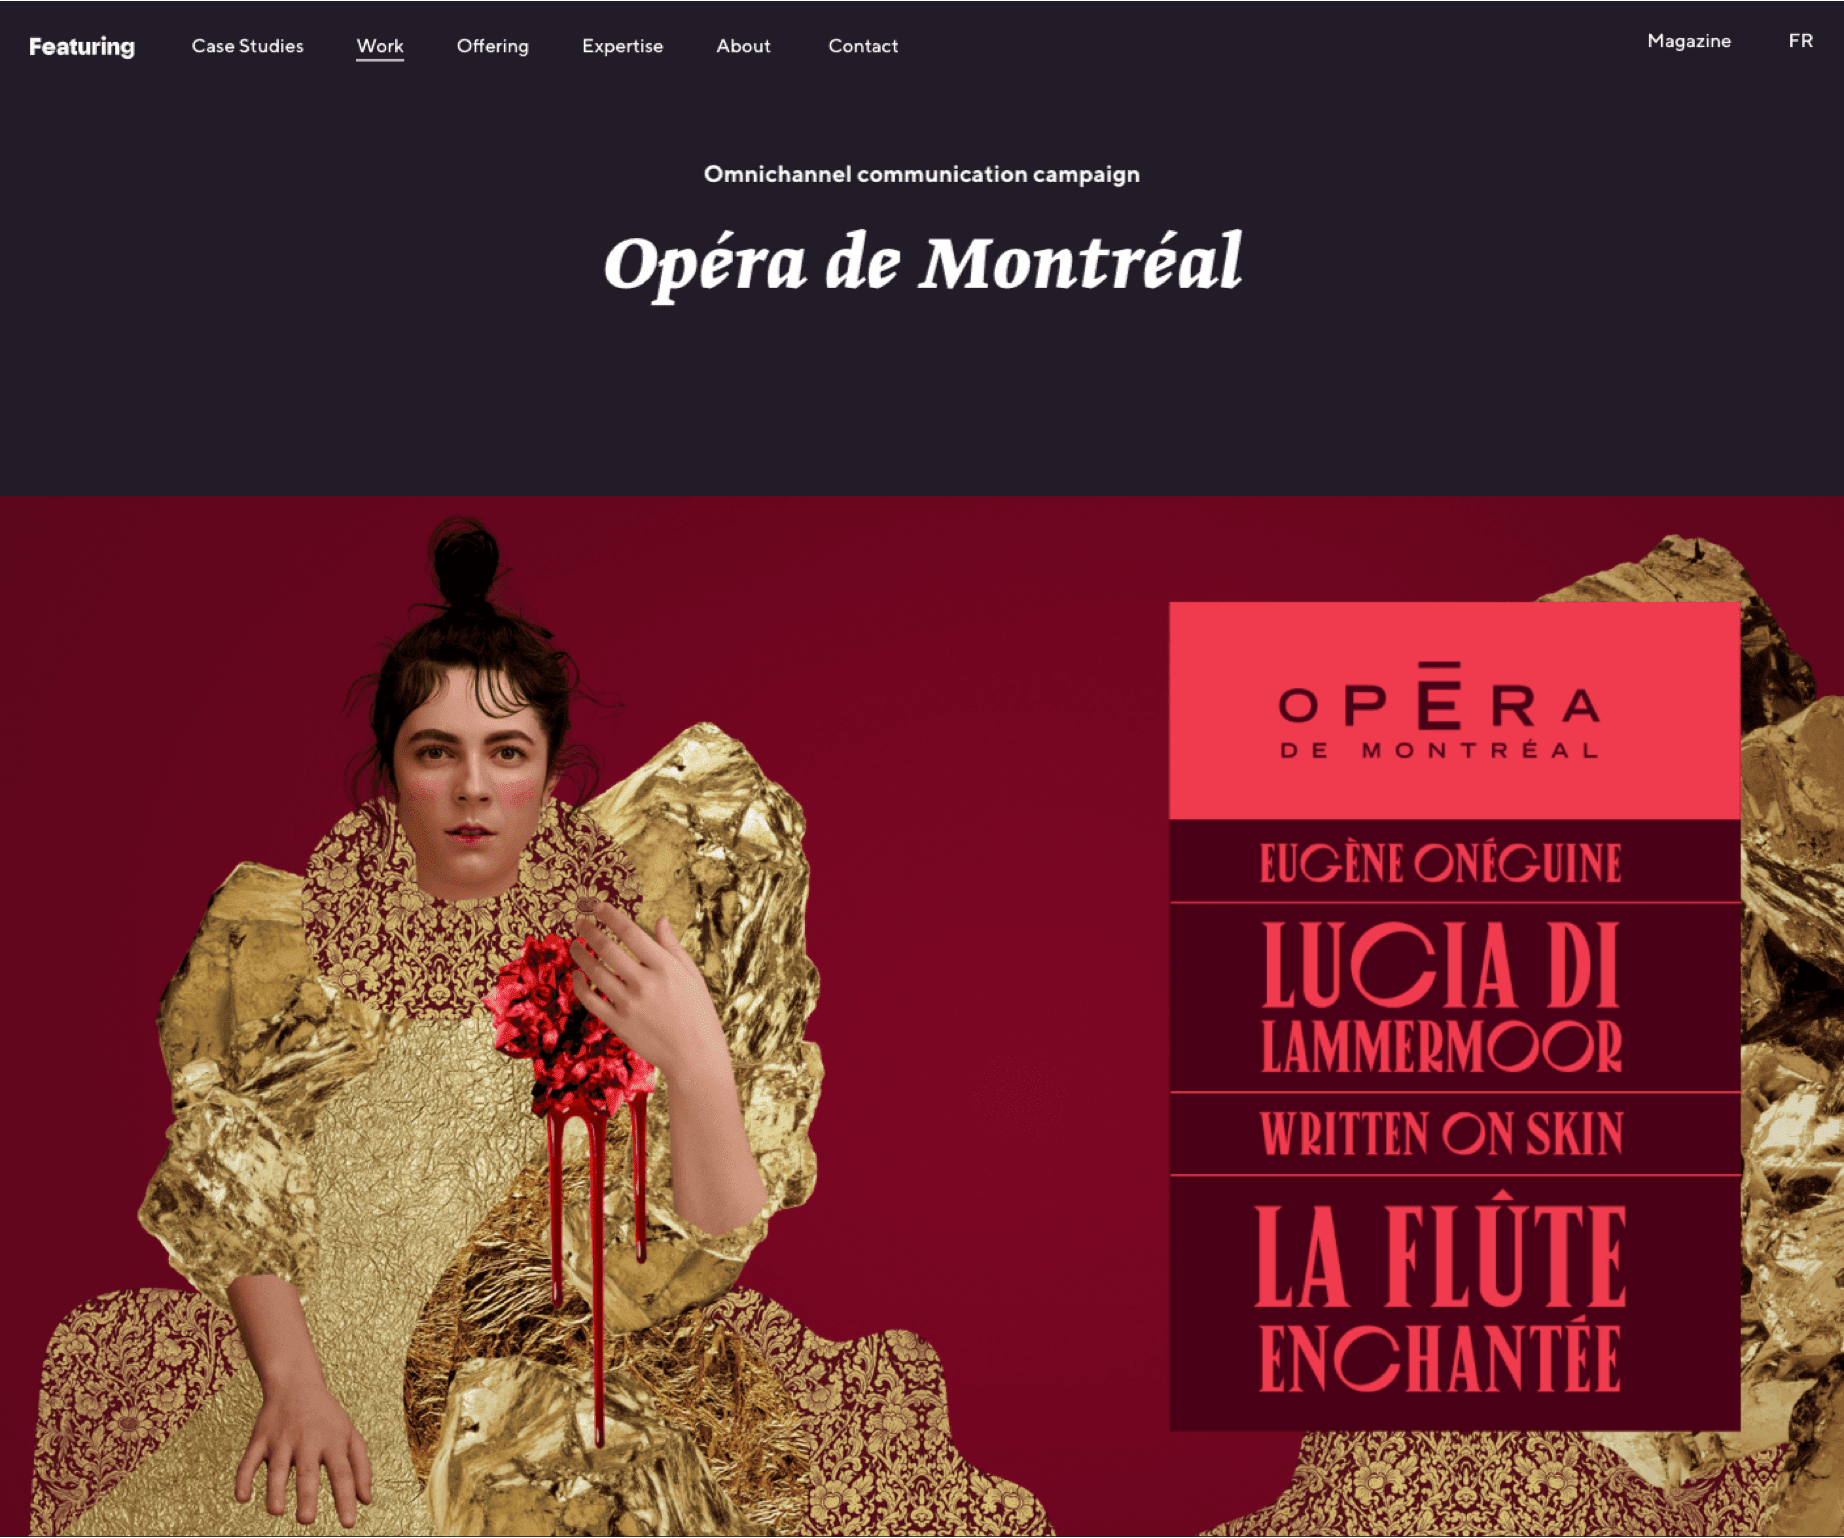 Featuring
Case Studies
Work
Offering
Expertise
About
Contact
Magazine
FR
Omnichannel communication campaign
Opéra de Montréal
OPĒRA
DE MONTRÉAL
EUGÈNE ONÉGUINE
LUCIA DI
LAMMERMOOR
WRITTEN ON SKIN
LA FLÛTE
ENCHANTÉE